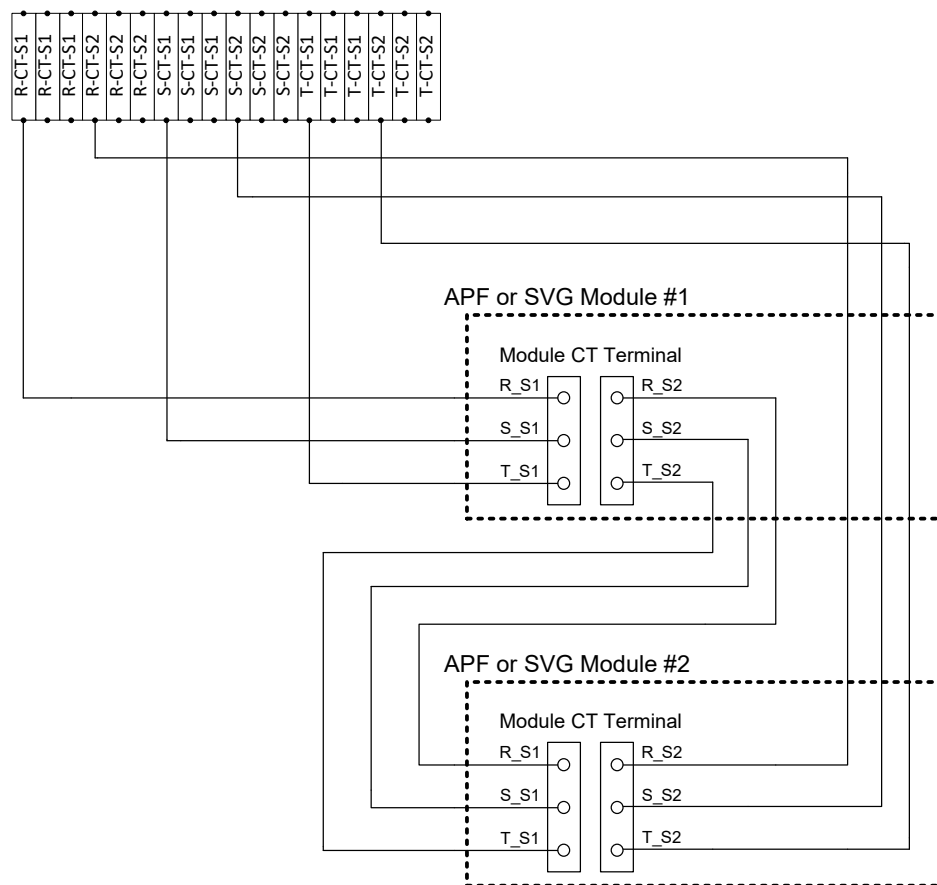 R-CT-S1
R-CT-S1
R-CT-S1
R-CT-S2
R-CT-S2
R-CT-S2
S-CT-S1
S-CT-S1
S-CT-S1
S-CT-S2
S-CT-S2
S-CT-S2
T-CT-S1
T-CT-S1
T-CT-S1
T-CT-S2
T-CT-S2
T-CT-S2
APF or SVG Module #1
Module CT Terminal
R_S1 R_S2
S_S1 S_S2
T_S1 T_S2
APF or SVG Module #2
Module CT Terminal
R_S1 R_S2
S_S1 S_S2
T_S1 T_S2